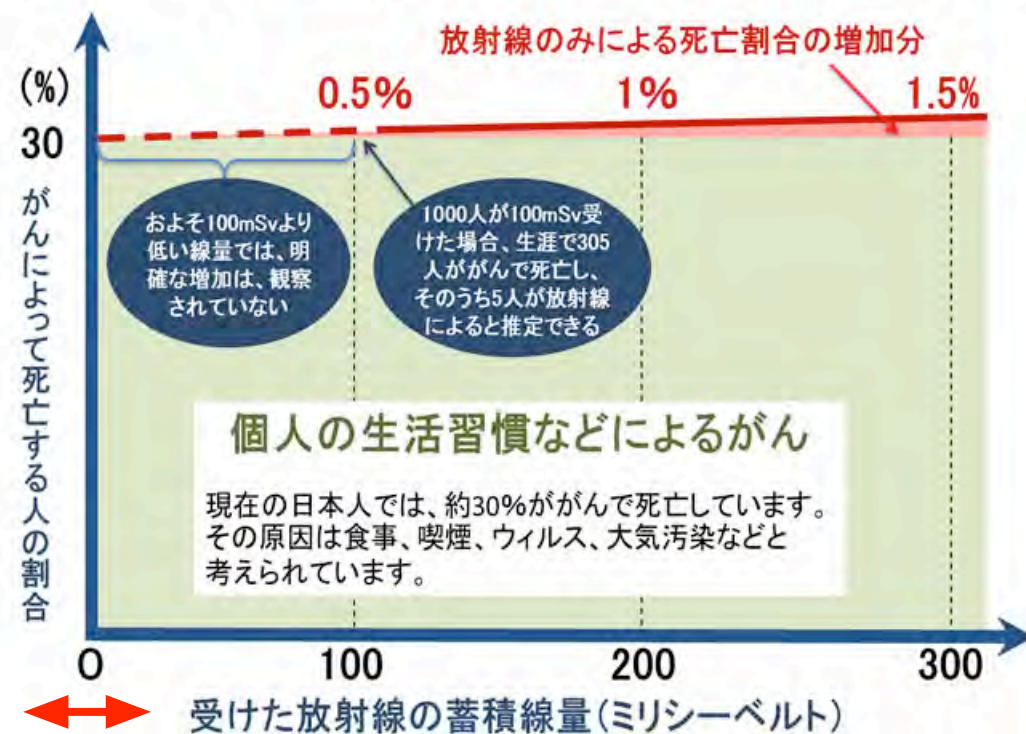 放射線のみによる死亡割合の増加分
(%)
0.5%
1%
1.5%
30
がんによって死亡する人の割合
およそ100mSvより
低い線量では、明
確な増加は、観察
されていない
1000人が100mSv受
けた場合、生涯で305
人ががんで死亡し、
そのうち5人が放射線
によると推定できる
個人の生活習慣などによるがん
現在の日本人では、約30%ががんで死亡しています。
その原因は食事、喫煙、ウィルス、大気汚染などと
考えられています。
O
100
200
300
受けた放射線の蓄積線量(ミリシーベルト)